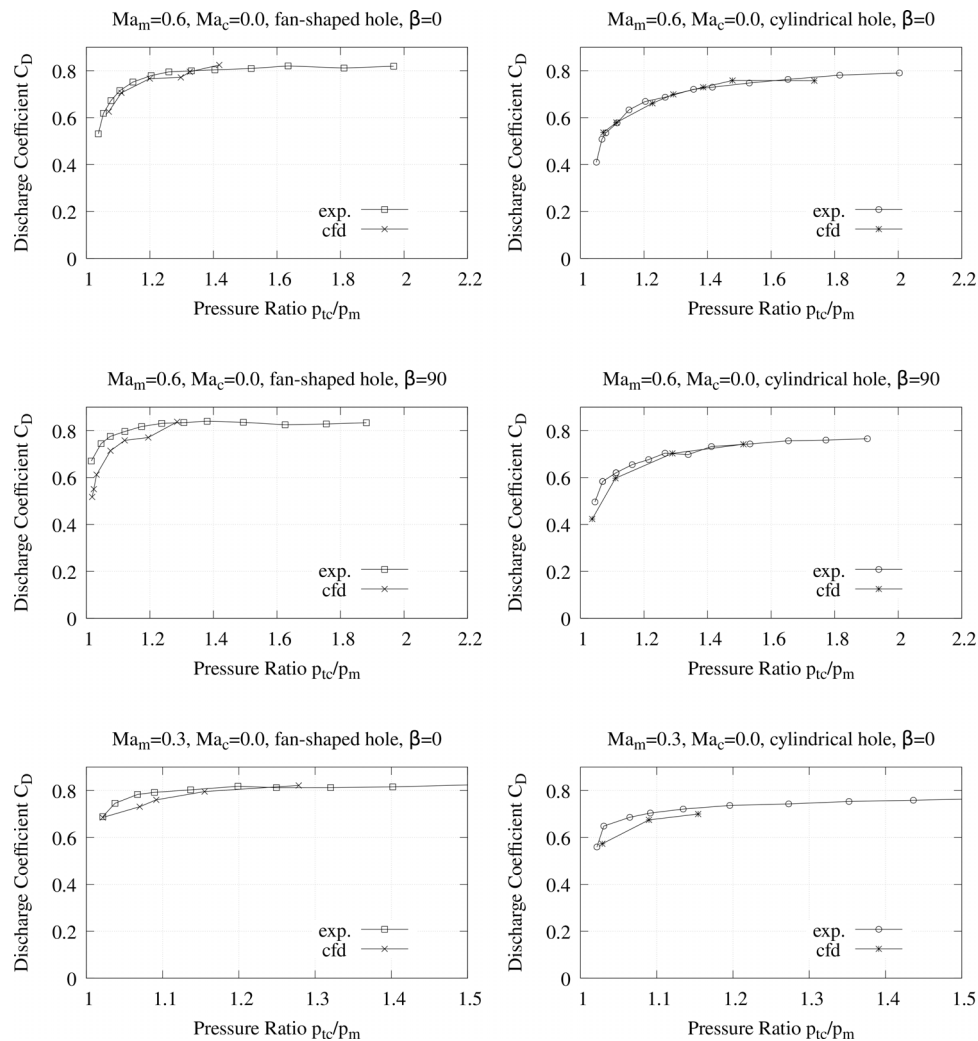 Ma_m=0.6, Ma_c=0.0, fan-shaped hole, β=0
Discharge Coefficient C_D
1
0.8
0.6
0.4
0.2
0
exp.
cfd
1 1.2 1.4 1.6 1.8 2 2.2
Pressure Ratio p_tc/p_m
Ma_m=0.6, Ma_c=0.0, cylindrical hole, β=0
Discharge Coefficient C_D
1
0.8
0.6
0.4
0.2
0
exp.
cfd
1 1.2 1.4 1.6 1.8 2 2.2
Pressure Ratio p_tc/p_m
Ma_m=0.6, Ma_c=0.0, fan-shaped hole, β=90
Discharge Coefficient C_D
1
0.8
0.6
0.4
0.2
0
exp.
cfd
1 1.2 1.4 1.6 1.8 2 2.2
Pressure Ratio p_tc/p_m
Ma_m=0.6, Ma_c=0.0, cylindrical hole, β=90
Discharge Coefficient C_D
1
0.8
0.6
0.4
0.2
0
exp.
cfd
1 1.2 1.4 1.6 1.8 2 2.2
Pressure Ratio p_tc/p_m
Ma_m=0.3, Ma_c=0.0, fan-shaped hole, β=0
Discharge Coefficient C_D
1
0.8
0.6
0.4
0.2
0
exp.
cfd
1 1.1 1.2 1.3 1.4 1.5
Pressure Ratio p_tc/p_m
Ma_m=0.3, Ma_c=0.0, cylindrical hole, β=0
Discharge Coefficient C_D
1
0.8
0.6
0.4
0.2
0
exp.
cfd
1 1.1 1.2 1.3 1.4 1.5
Pressure Ratio p_tc/p_m